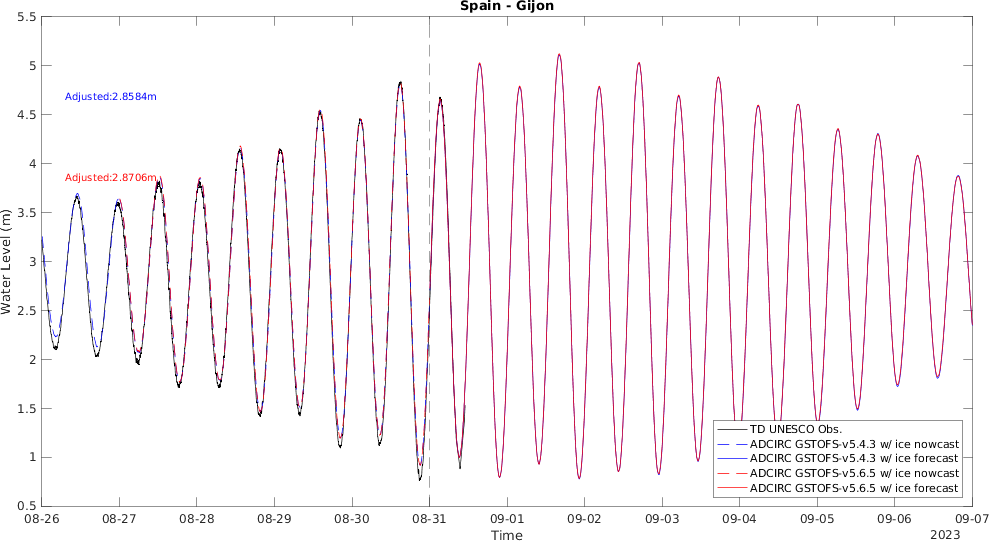 Spain - Gijon
5.5
5
4.5
4
3.5
3
2.5
2
1.5
1
0.5
Water Level (m)
Adjusted:2.8584m
Adjusted:2.8706m
TD UNESCO Obs.
ADCIRC GSTOFS-v5.4.3 w/ ice nowcast
ADCIRC GSTOFS-v5.4.3 w/ ice forecast
ADCIRC GSTOFS-v5.6.5 w/ ice nowcast
ADCIRC GSTOFS-v5.6.5 w/ ice forecast
08-26 08-27 08-28 08-29 08-30 08-31 09-01 09-02 09-03 09-04 09-05 09-06 09-07
Time
2023